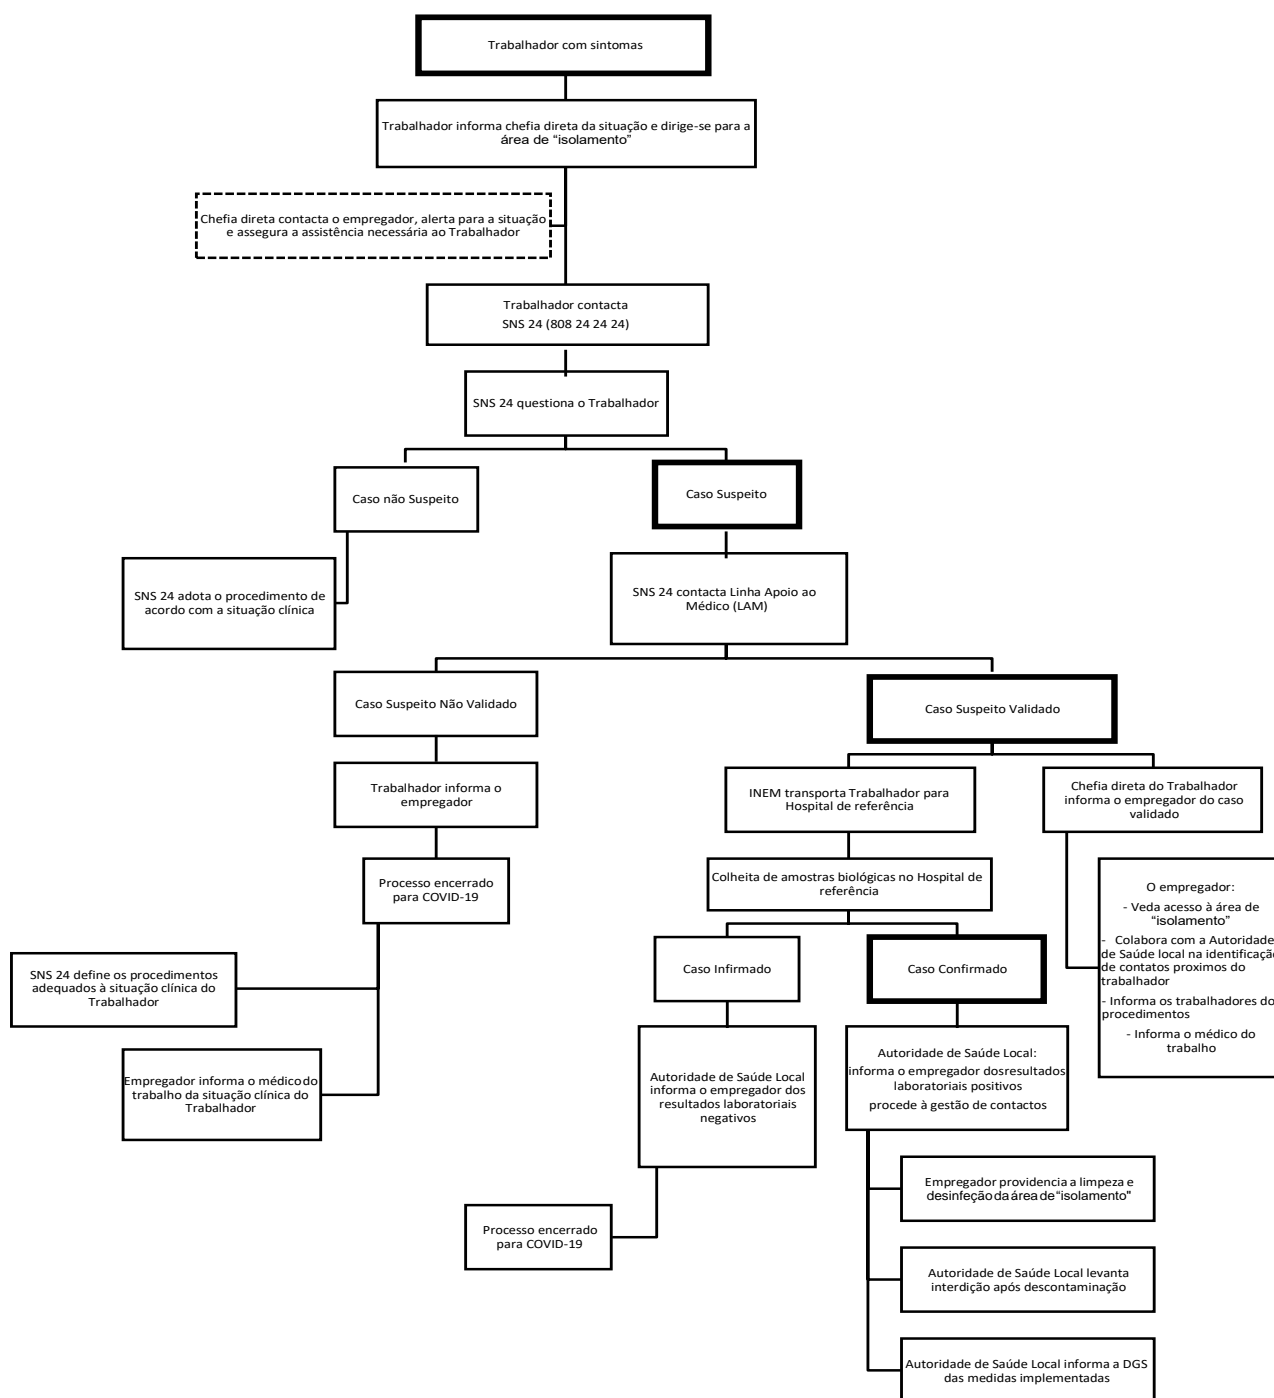 Trabalhador com sintomas
Trabalhador informa chefia direta da situação e dirige-se para a
área de “isolamento”
Chefia direta contacta o empregador, alerta para a situação
e assegura a assistência necessária ao Trabalhador
Trabalhador contacta
SNS 24 (808 24 24 24)
SNS 24 questiona o Trabalhador
Caso não Suspeito
Caso Suspeito
SNS 24 adota o procedimento de
acordo com a situação clínica
SNS 24 contacta Linha Apoio ao
Médico (LAM)
Caso Suspeito Não Validado
Caso Suspeito Validado
Trabalhador informa o
empregador
INEM transporta Trabalhador para
Hospital de referência
Chefia direta do Trabalhador
informa o empregador do caso
validado
Processo encerrado
para COVID-19
Colheita de amostras biológicas no Hospital de
referência
O empregador:
- Veda acesso à área de
“isolamento”
- Colabora com a Autoridade
de Saúde local na identificação
de contatos proximos do
trabalhador
- Informa os trabalhadores do
procedimentos
- Informa o médico do
trabalho
SNS 24 define os procedimentos
adequados à situação clínica do
Trabalhador
Caso Infirmado
Caso Confirmado
Empregador informa o médico do
trabalho da situação clínica do
Trabalhador
Autoridade de Saúde Local
informa o empregador dos
resultados laboratoriais
negativos
Autoridade de Saúde Local:
informa o empregador dosresultados
laboratoriais positivos
procede à gestão de contactos
Processo encerrado
para COVID-19
Empregador providencia a limpeza e
desinfeção da área de “isolamento"
Autoridade de Saúde Local levanta
interdição após descontaminação
Autoridade de Saúde Local informa a DGS
das medidas implementadas